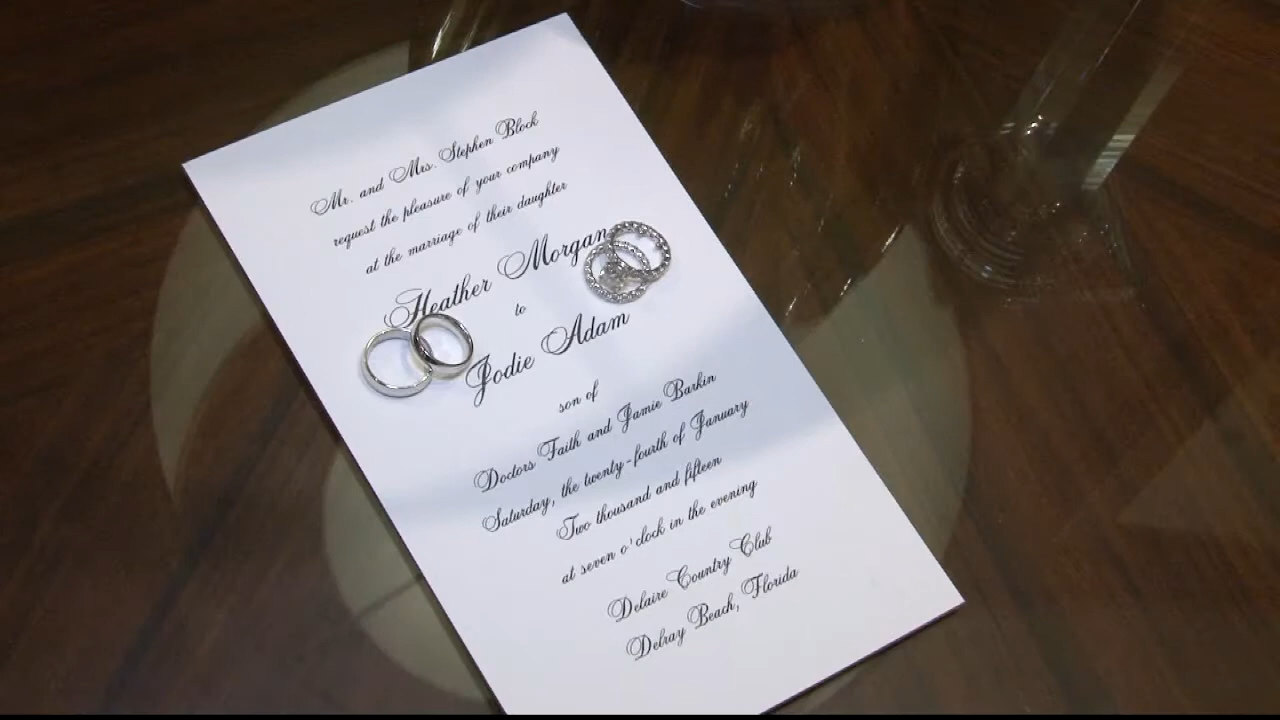 Mr. and Mrs. Stephen Block
request the pleasure of your company
at the marriage of their daughter
Heather Morgan
to
Jodie Adam
son of
Doctors Faith and Jamie Barkin
Saturday, the twenty-fourth of January
Two thousand and fifteen
at seven o'clock in the evening
Delaire Country Club
Delray Beach, Florida